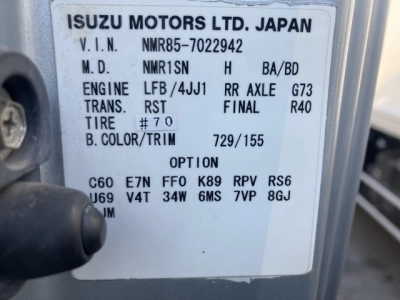 ISUZU MOTORS LTD. JAPAN
V.I.N. NMR85-7022942
M.D. NMR1SN H BA/BD
ENGINE LFB/4JJ1 RR AXLE G73
TRANS. RST FINAL R40
TIRE #70
B.COLOR/TRIM 729/155
OPTION
C60 E7N FF0 K89 RPV RS6
U69 V4T 34W 6MS 7VP 8GJ